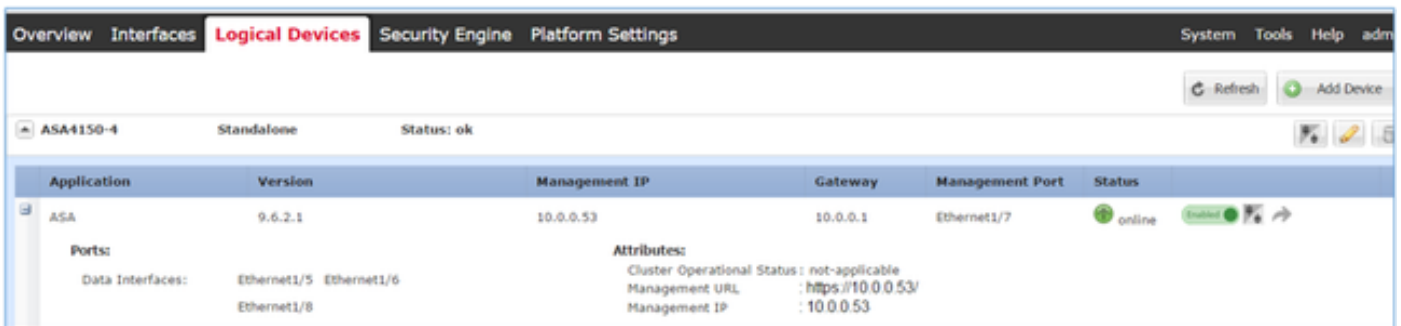 Overview Interfaces Logical Devices Security Engine Platform Settings System Tools Help adm
Refresh Add Device
ASA4150-4 Standalone Status: ok
Application Version Management IP Gateway Management Port Status
ASA 9.6.2.1 10.0.0.53 10.0.0.1 Ethernet1/7 online Enabled
Ports: Attributes:
Cluster Operational Status : not-applicable
Data Interfaces: Ethernet1/5 Ethernet1/6 Management URL : https://10.0.0.53/
Ethernet1/8 Management IP : 10.0.0.53